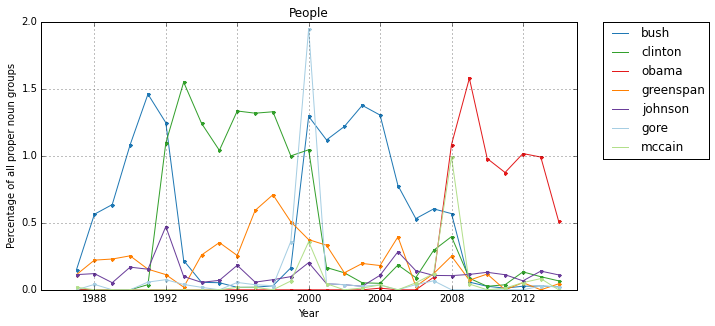 People
2.0
1.5
1.0
0.5
0.0
Percentage of all proper noun groups
1988 1992 1996 2000 2004 2008 2012
Year
bush
clinton
obama
greenspan
johnson
gore
mccain